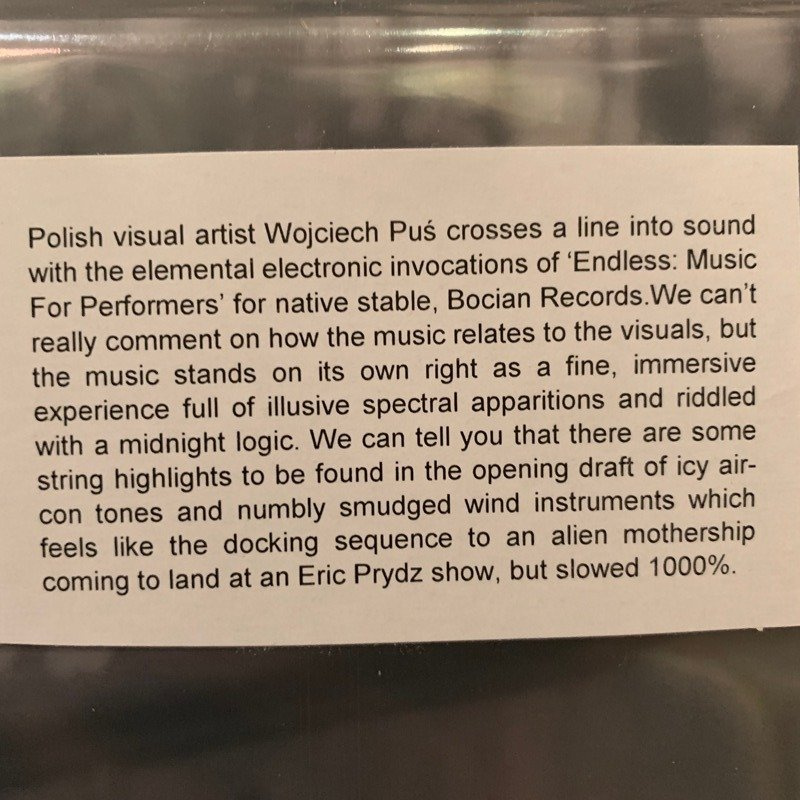 Polish visual artist Wojciech Puś crosses a line into sound
with the elemental electronic invocations of ‘Endless: Music
For Performers’ for native stable, Bocian Records.We can’t
really comment on how the music relates to the visuals, but
the music stands on its own right as a fine, immersive
experience full of illusive spectral apparitions and riddled
with a midnight logic. We can tell you that there are some
string highlights to be found in the opening draft of icy air-
con tones and numbly smudged wind instruments which
feels like the docking sequence to an alien mothership
coming to land at an Eric Prydz show, but slowed 1000%.